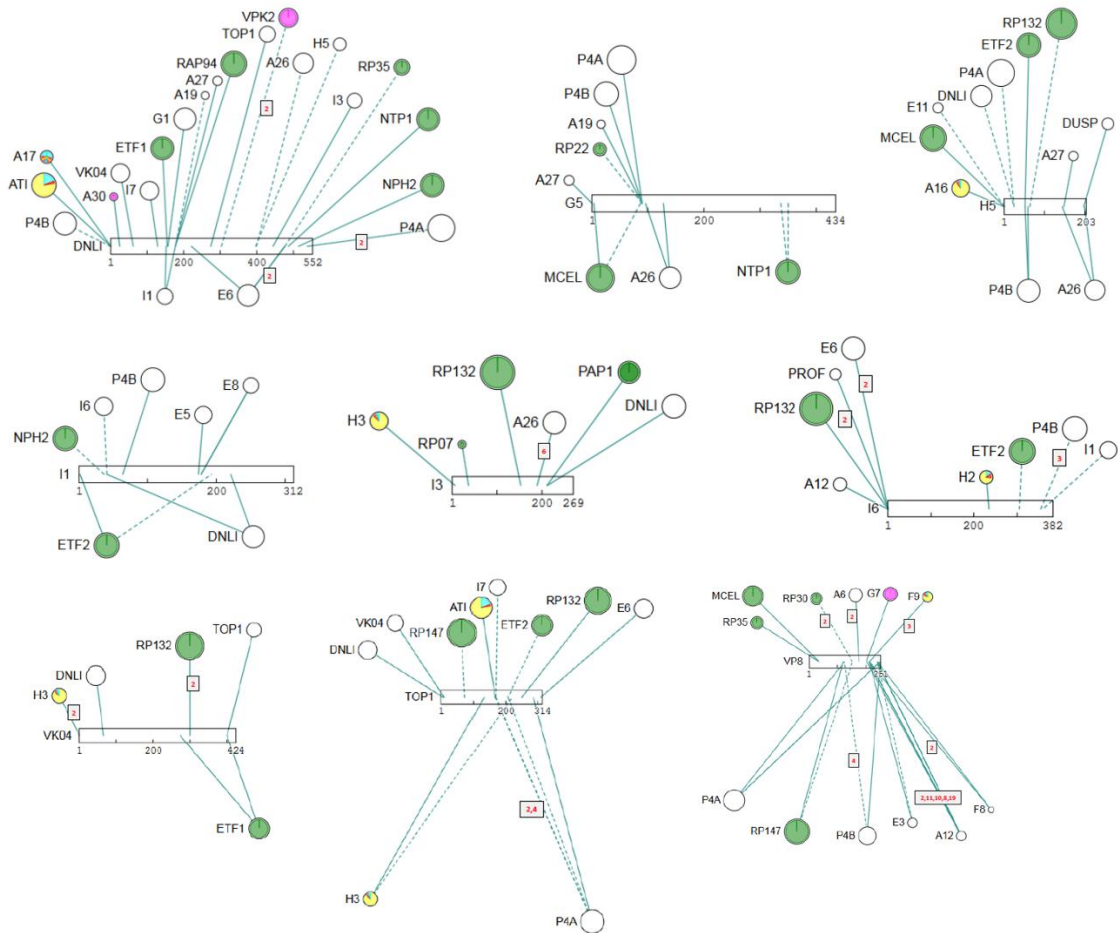 VPK2
TOP1
H5
RAP94
A26
RP35
A27
A19
I3
G1
2
NTP1
ETF1
A17
VK04
ATI
A30
I7
NPH2
P4B
P4A
DNLI
2
1
200
400
552
2
I1
E6
P4A
P4B
A19
RP22
A27
G5
1
200
434
MCEL
A26
NTP1
RP132
ETF2
P4A
DNLI
E11
DUSP
MCEL
A27
A16
H5
1
203
P4B
A26
P4B
E8
I6
E5
NPH2
I1
1
200
312
DNLI
ETF2
RP132
PAP1
H3
DNLI
A26
RP07
6
I3
1
200
269
E6
PROF
2
RP132
2
P4B
ETF2
I1
3
H2
A12
I6
1
200
382
TOP1
RP132
DNLI
2
H3
2
VK04
1
200
424
ETF1
I7
ATI
RP132
VK04
RP147
ETF2
E6
DNLI
TOP1
1
200
314
2,4
H3
P4A
MCEL
RP30
A6
G7
F9
RP35
2
2
3
VP8
1
251
2
4
P4A
2,11,10,8,19
F8
RP147
P4B
E3
A12